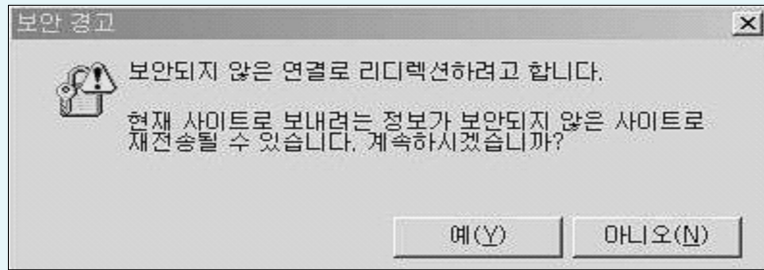 보안 경고
보안되지 않은 연결로 리디렉션하려고 합니다.
현재 사이트로 보내려는 정보가 보안되지 않은 사이트로
재전송될 수 있습니다. 계속하시겠습니까?
예(Y)
아니오(N)